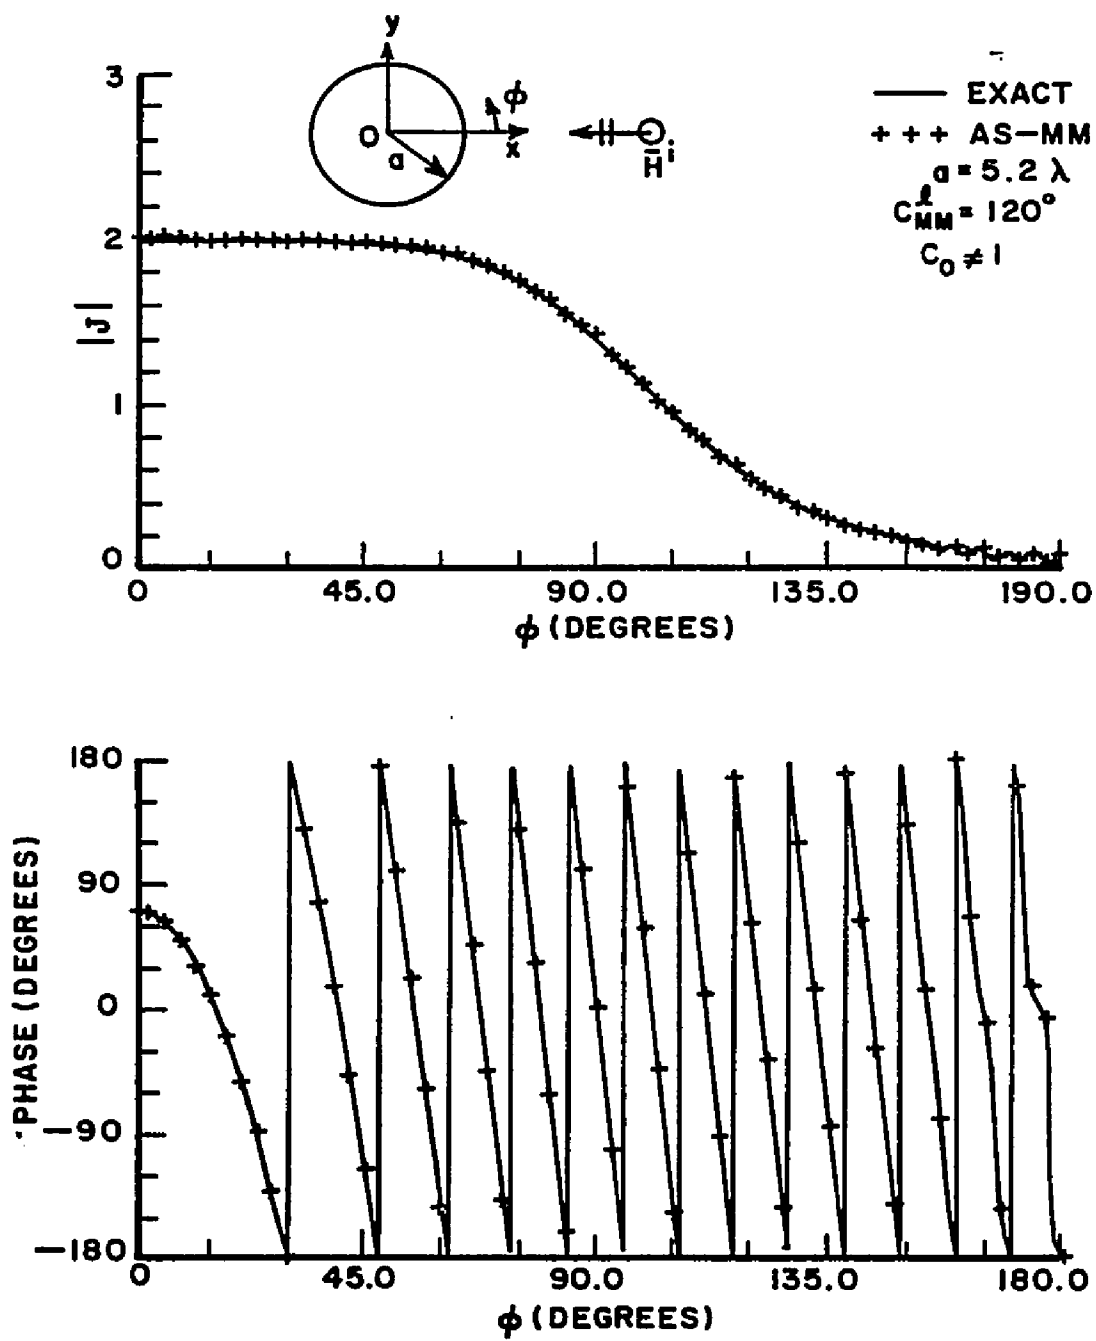 y
3
φ
— EXACT
O
x
a
H̄ⁱ
+ + + AS-MM
a = 5.2 λ
C^ℓ_MM = 120°
C₀ ≠ 1
2
|J|
1
0
0 45.0 90.0 135.0 190.0
φ (DEGREES)
180
90
PHASE (DEGREES)
0
-90
-180
0 45.0 90.0 135.0 180.0
φ (DEGREES)